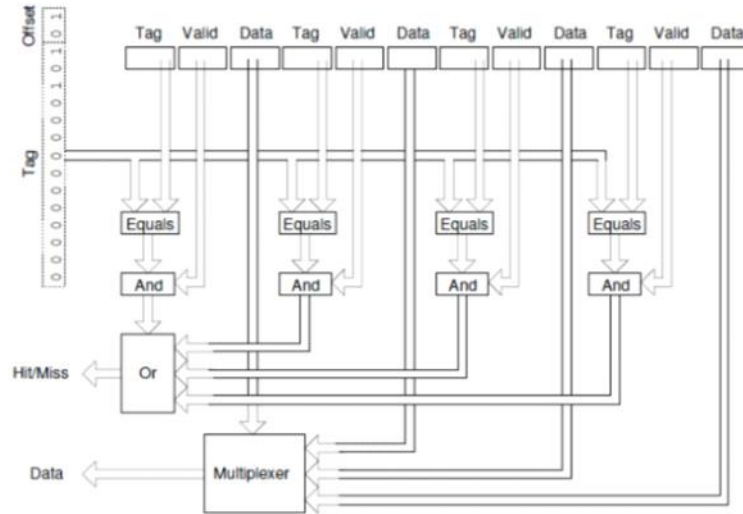 Offset
Tag Valid Data Tag Valid Data Tag Valid Data Tag Valid Data
Tag
Equals Equals Equals Equals
And And And And
Hit/Miss Or
Data Multiplexer